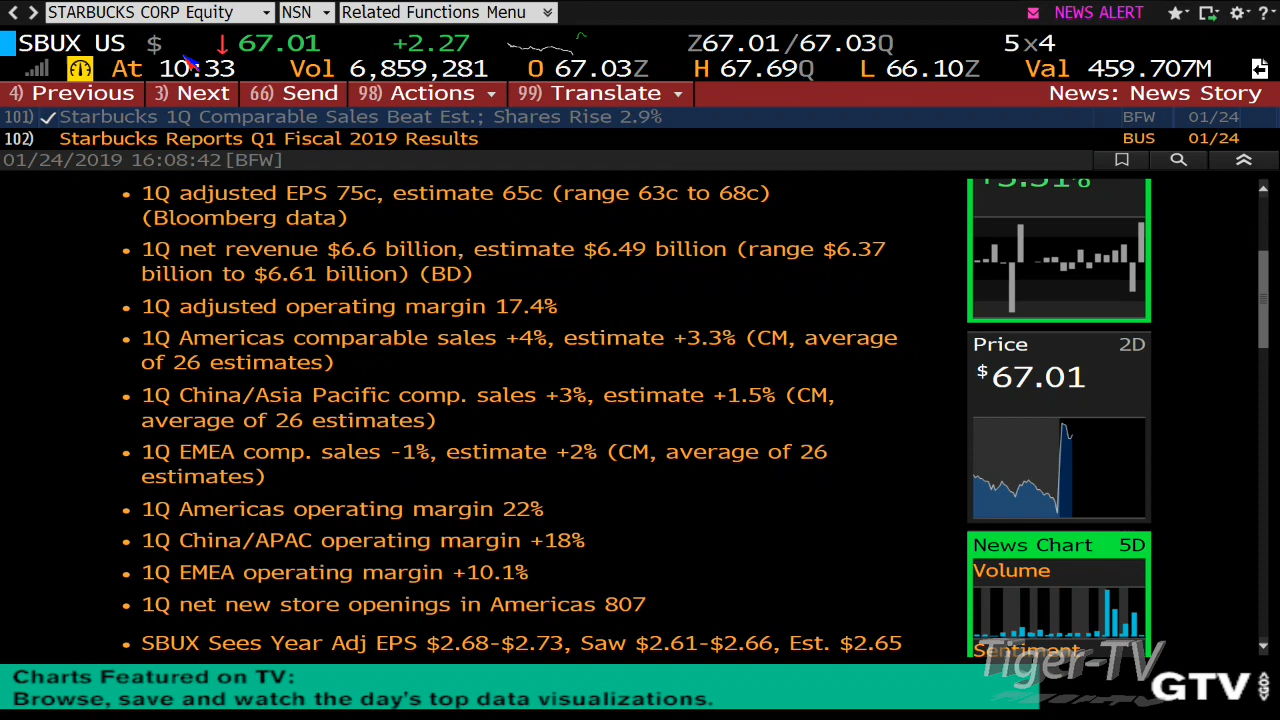 STARBUCKS CORP Equity NSN Related Functions Menu NEWS ALERT ?
SBUX US $ ↓ 67.01 +2.27 Z67.01/67.03Q 5x4
At 10:33 Vol 6,859,281 O 67.03Z H 67.69Q L 66.10Z Val 459.707M
4) Previous 3) Next 66) Send 98) Actions 99) Translate News: News Story
101) Starbucks 1Q Comparable Sales Beat Est.; Shares Rise 2.9% BFW 01/24
102) Starbucks Reports Q1 Fiscal 2019 Results BUS 01/24
01/24/2019 16:08:42 [BFW]
• 1Q adjusted EPS 75c, estimate 65c (range 63c to 68c)
(Bloomberg data)
• 1Q net revenue $6.6 billion, estimate $6.49 billion (range $6.37
billion to $6.61 billion) (BD)
• 1Q adjusted operating margin 17.4%
• 1Q Americas comparable sales +4%, estimate +3.3% (CM, average
of 26 estimates)
• 1Q China/Asia Pacific comp. sales +3%, estimate +1.5% (CM,
average of 26 estimates)
• 1Q EMEA comp. sales -1%, estimate +2% (CM, average of 26
estimates)
• 1Q Americas operating margin 22%
• 1Q China/APAC operating margin +18%
• 1Q EMEA operating margin +10.1%
• 1Q net new store openings in Americas 807
• SBUX Sees Year Adj EPS $2.68-$2.73, Saw $2.61-$2.66, Est. $2.65
Price 2D
$67.01
News Chart 5D
Volume
Sentiment
Charts Featured on TV:
Browse, save and watch the day's top data visualizations.
Tiger-TV
GTV